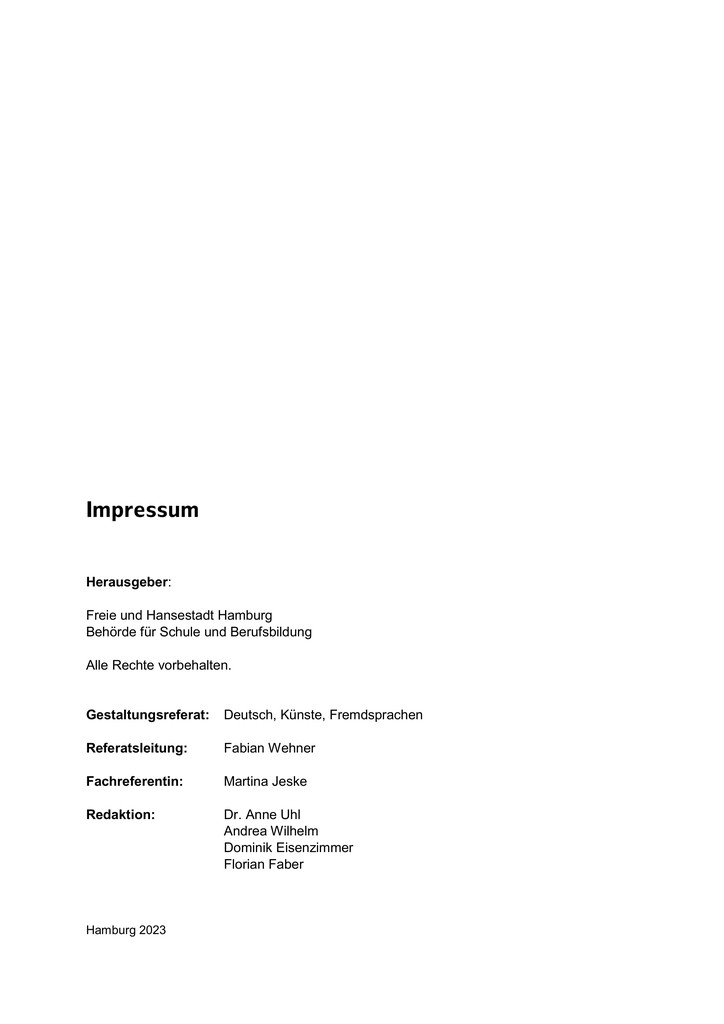 Impressum
Herausgeber:
Freie und Hansestadt Hamburg
Behörde für Schule und Berufsbildung
Alle Rechte vorbehalten.
Gestaltungsreferat: Deutsch, Künste, Fremdsprachen
Referatsleitung: Fabian Wehner
Fachreferentin: Martina Jeske
Redaktion: Dr. Anne Uhl
Andrea Wilhelm
Dominik Eisenzimmer
Florian Faber
Hamburg 2023